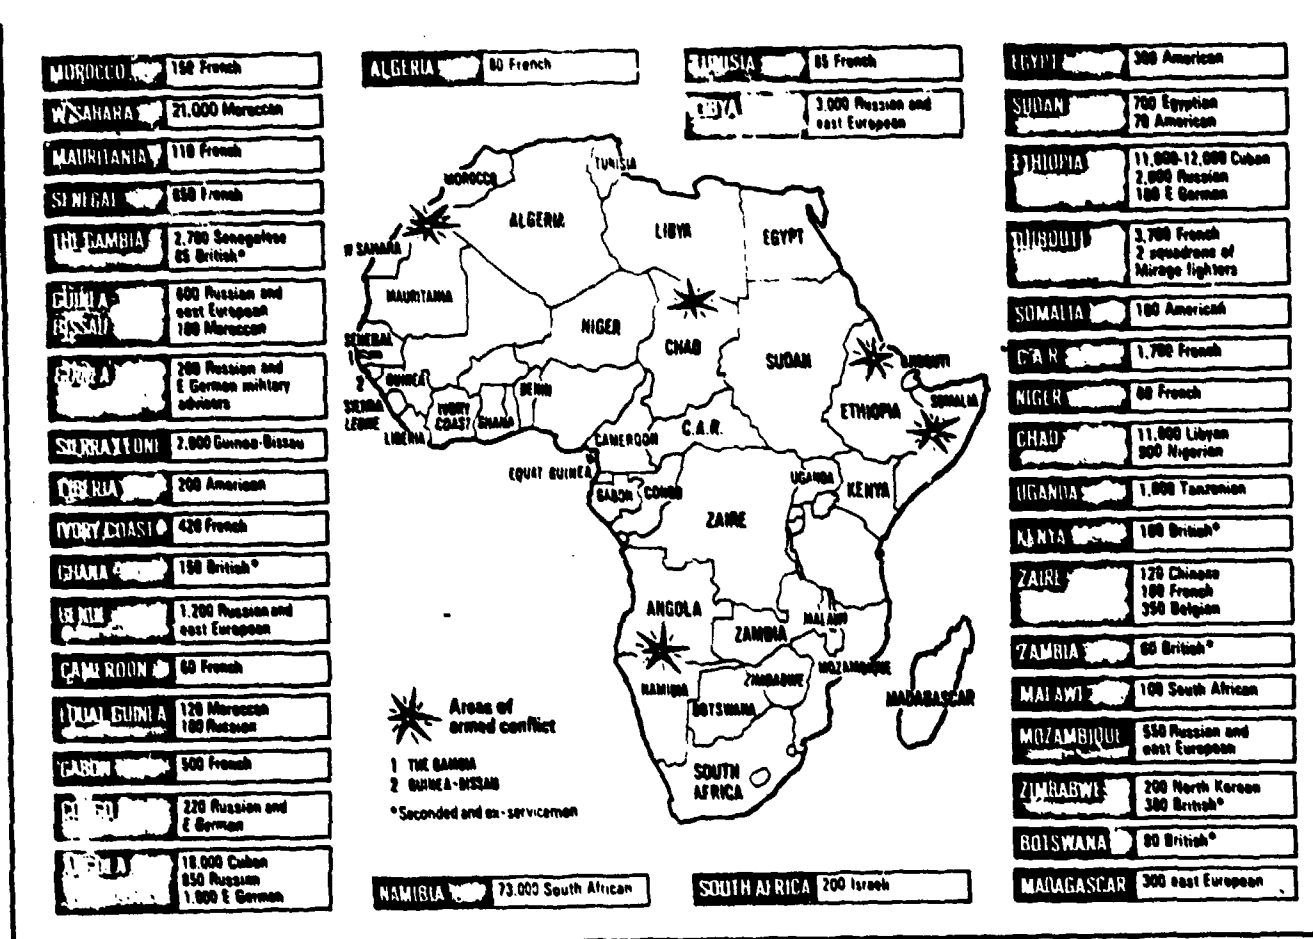 MOROCCO
150 French
W SAHARA
21,000 Moroccan
MAURITANIA
110 French
SENEGAL
THE GAMBIA
2,700 Senegalese
85 British*
GUINEA
BISSAU
600 Russian and
east European
100 Moroccan
GUINEA
200 Russian and
E German military
advisors
SIERRA LEONE
2,000 Guinea-Bissau
LIBERIA
200 American
IVORY COAST
420 French
GHANA
150 British*
BENIN
1,200 Russian and
east European
CAMEROON
60 French
EQUAT GUINEA
120 Moroccan
100 Russian
GABON
500 French
CONGO
220 Russian and
E German
ANGOLA
18,000 Cuban
850 Russian
1,800 E German
ALGERIA
80 French
TUNISIA
85 French
LIBYA
3,000 Russian and
east European
TUNISIA
MOROCCO
ALGERIA
LIBYA
EGYPT
W SAHARA
MAURITANIA
NIGER
CHAD
SUDAN
SENEGAL
1
2
GUINEA
SIERRA
LEONE
LIBERIA
IVORY
COAST
GHANA
BENIN
CAMEROON
C.A.R.
ETHIOPIA
DJIBOUTI
SOMALIA
EQUAT GUINEA
GABON
CONGO
ZAIRE
UGANDA
KENYA
ANGOLA
ZAMBIA
MALAWI
MOZAMBIQUE
ZIMBABWE
NAMIBIA
BOTSWANA
MADAGASCAR
SOUTH
AFRICA
Areas of
armed conflict
1 THE GAMBIA
2 GUINEA-BISSAU
*Seconded and ex-servicemen
NAMIBIA
73,000 South African
SOUTH AFRICA
200 Israeli
EGYPT
300 American
SUDAN
700 Egyptian
70 American
ETHIOPIA
11,000-12,000 Cuban
2,000 Russian
100 E German
DJIBOUTI
3,700 French
2 squadrons of
Mirage fighters
SOMALIA
100 American
C.A.R.
1,700 French
NIGER
60 French
CHAD
11,000 Libyan
Nigerian
UGANDA
1,000 Tanzanian
KENYA
100 British*
ZAIRE
120 Chinese
100 French
350 Belgian
ZAMBIA
60 British*
MALAWI
100 South African
MOZAMBIQUE
550 Russian and
east European
ZIMBABWE
200 North Korean
British*
BOTSWANA
80 British*
MADAGASCAR
300 east European